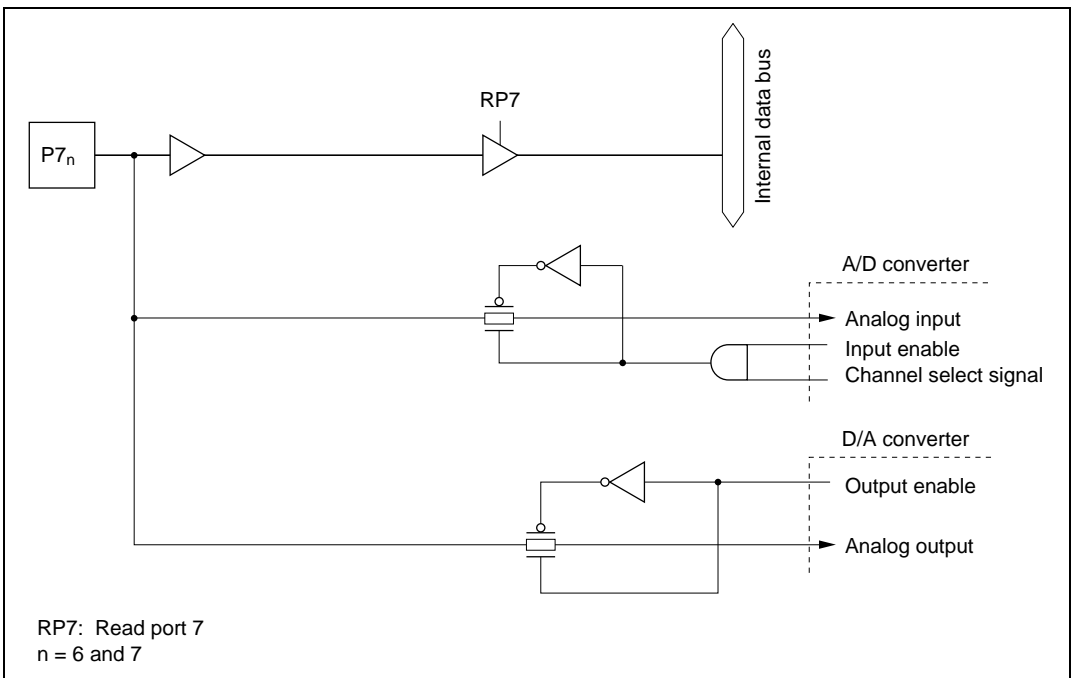 RP7
P7n
Internal data bus
A/D converter
Analog input
Input enable
Channel select signal
D/A converter
Output enable
Analog output
RP7: Read port 7
n = 6 and 7